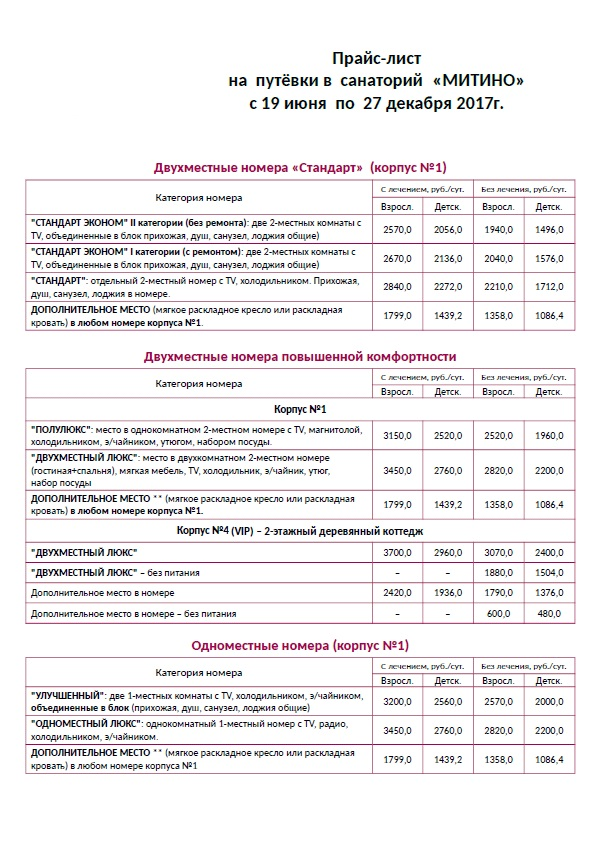 Прайс-лист
на путёвки в санаторий «МИТИНО»
с 19 июня по 27 декабря 2017г.
Двухместные номера «Стандарт» (корпус №1)
Категория номера
С лечением, руб./сут. Без лечения, руб./сут.
Взросл. Детск. Взросл. Детск.
"СТАНДАРТ ЭКОНОМ" II категории (без ремонта): две 2-местных комнаты с
TV, объединенные в блок прихожая, душ, санузел, лоджия общие)
2570,0 2056,0 1940,0 1496,0
"СТАНДАРТ ЭКОНОМ" I категории (с ремонтом): две 2-местных комнаты с
TV, объединенные в блок прихожая, душ, санузел, лоджия общие)
2670,0 2136,0 2040,0 1576,0
"СТАНДАРТ": отдельный 2-местный номер с TV, холодильником. Прихожая,
душ, санузел, лоджия в номере.
2840,0 2272,0 2210,0 1712,0
ДОПОЛНИТЕЛЬНОЕ МЕСТО (мягкое раскладное кресло или раскладная
кровать) в любом номере корпуса №1.
1799,0 1439,2 1358,0 1086,4
Двухместные номера повышенной комфортности
Категория номера
С лечением, руб./сут. Без лечения, руб./сут.
Взросл. Детск. Взросл. Детск.
Корпус №1
"ПОЛУЛЮКС": место в однокомнатном 2-местном номере с TV, магнитолой,
холодильником, э/чайником, утюгом, набором посуды.
3150,0 2520,0 2520,0 1960,0
"ДВУХМЕСТНЫЙ ЛЮКС": место в двухкомнатном 2-местном номере
(гостиная+спальня), мягкая мебель, TV, холодильник, э/чайник, утюг,
набор посуды
3450,0 2760,0 2820,0 2200,0
ДОПОЛНИТЕЛЬНОЕ МЕСТО ** (мягкое раскладное кресло или раскладная
кровать) в любом номере корпуса №1.
1799,0 1439,2 1358,0 1086,4
Корпус №4 (VIP) – 2-этажный деревянный коттедж
"ДВУХМЕСТНЫЙ ЛЮКС" 3700,0 2960,0 3070,0 2400,0
"ДВУХМЕСТНЫЙ ЛЮКС" – без питания – – 1880,0 1504,0
Дополнительное место в номере 2420,0 1936,0 1790,0 1376,0
Дополнительное место в номере – без питания – – 600,0 480,0
Одноместные номера (корпус №1)
Категория номера
С лечением, руб./сут. Без лечения, руб./сут.
Взросл. Детск. Взросл. Детск.
"УЛУЧШЕННЫЙ": две 1-местных комнаты с TV, холодильником, э/чайником,
объединенные в блок (прихожая, душ, санузел, лоджия общие)
3200,0 2560,0 2570,0 2000,0
"ОДНОМЕСТНЫЙ ЛЮКС": однокомнатный 1-местный номер с TV, радио,
холодильником, э/чайником.
3450,0 2760,0 2820,0 2200,0
ДОПОЛНИТЕЛЬНОЕ МЕСТО ** (мягкое раскладное кресло или раскладная
кровать) в любом номере корпуса №1
1799,0 1439,2 1358,0 1086,4